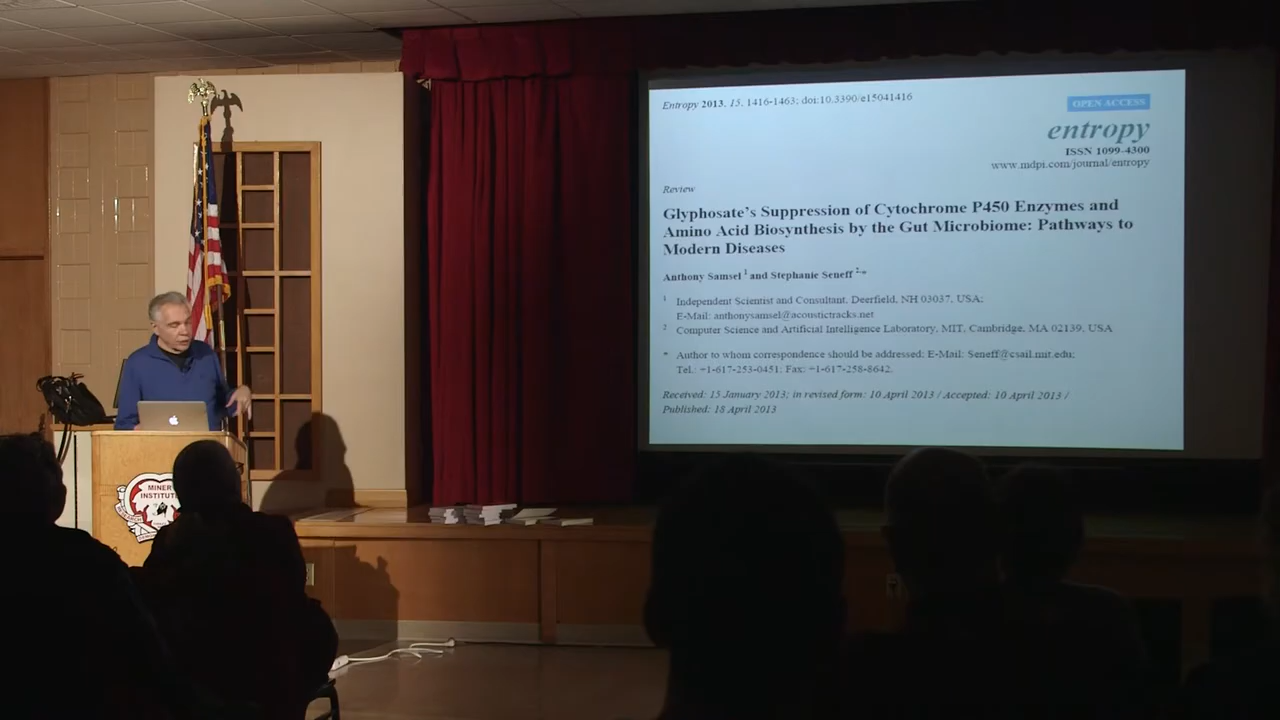 Entropy 2013, 15, 1416-1463; doi:10.3390/e15041416
OPEN ACCESS
entropy
ISSN 1099-4300
www.mdpi.com/journal/entropy
Review
Glyphosate's Suppression of Cytochrome P450 Enzymes and
Amino Acid Biosynthesis by the Gut Microbiome: Pathways to
Modern Diseases
Anthony Samsel 1 and Stephanie Seneff 2,*
1 Independent Scientist and Consultant, Deerfield, NH 03037, USA;
E-Mail: anthonysamsel@acoustictracks.net
2 Computer Science and Artificial Intelligence Laboratory, MIT, Cambridge, MA 02139, USA
* Author to whom correspondence should be addressed: E-Mail: Seneff@csail.mit.edu;
Tel.: +1-617-253-0451; Fax: +1-617-258-8642.
Received: 15 January 2013; in revised form: 10 April 2013 / Accepted: 10 April 2013 /
Published: 18 April 2013
MINER
INSTITUTE